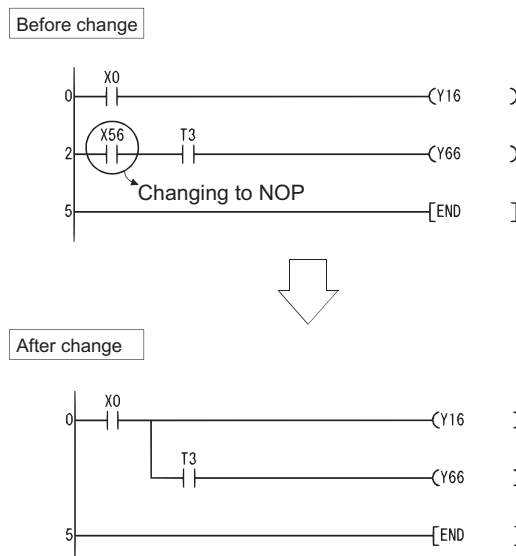 Before change
X0
0 (Y16 )
X56 T3
2 (Y66 )
Changing to NOP
5 [END ]
After change
X0
0 (Y16 )
T3
(Y66 )
5 [END ]